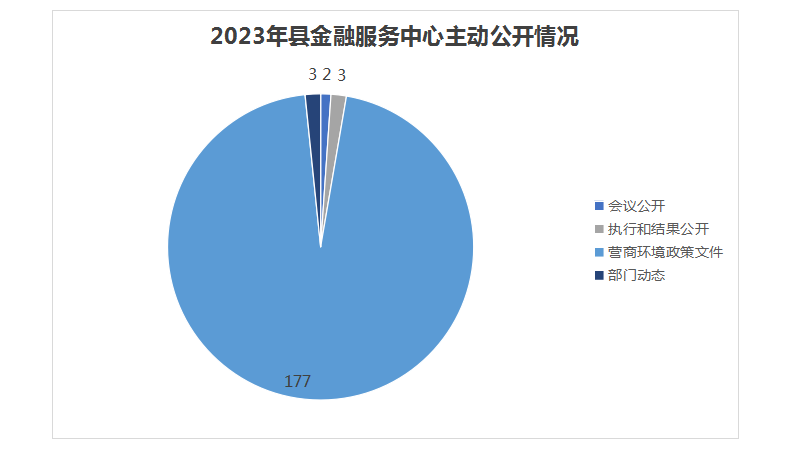 2023年县金融服务中心主动公开情况
3 2 3
会议公开
执行和结果公开
营商环境政策文件
部门动态
177